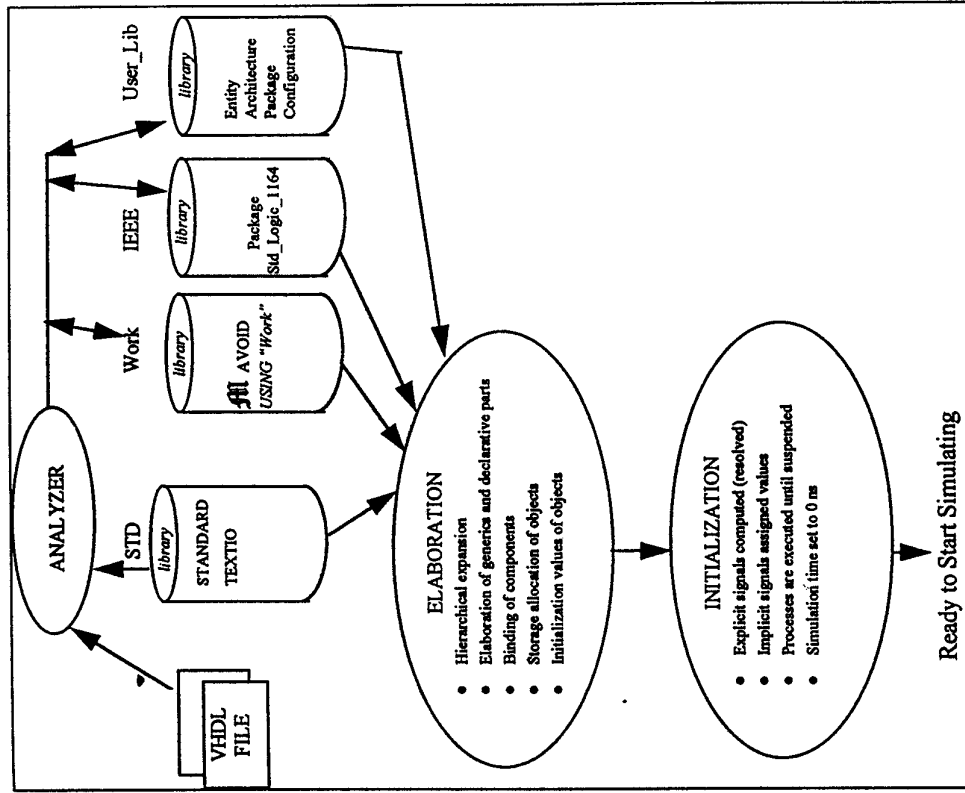 ANALYZER
VHDL
FILE
STD
library
STANDARD
TEXTIO
Work
library
M AVOID
USING "Work"
IEEE
library
Package
Std_Logic_1164
User_Lib
library
Entity
Architecture
Package
Configuration
ELABORATION
● Hierarchical expansion
● Elaboration of generics and declarative parts
● Binding of components
● Storage allocation of objects
● Initialization values of objects
INITIALIZATION
● Explicit signals computed (resolved)
● Implicit signals assigned values
● Processes are executed until suspended
● Simulation time set to 0 ns
Ready to Start Simulating